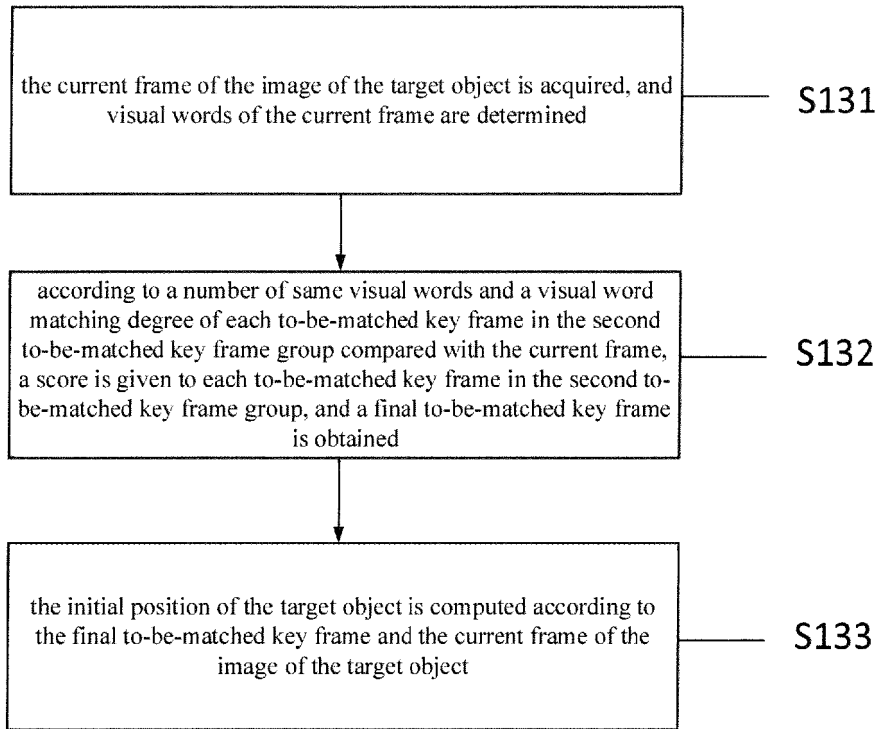 the current frame of the image of the target object is acquired, and
visual words of the current frame are determined
S131
according to a number of same visual words and a visual word
matching degree of each to-be-matched key frame in the second
to-be-matched key frame group compared with the current frame,
a score is given to each to-be-matched key frame in the second to-
be-matched key frame group, and a final to-be-matched key frame
is obtained
S132
the initial position of the target object is computed according to
the final to-be-matched key frame and the current frame of the
image of the target object
S133